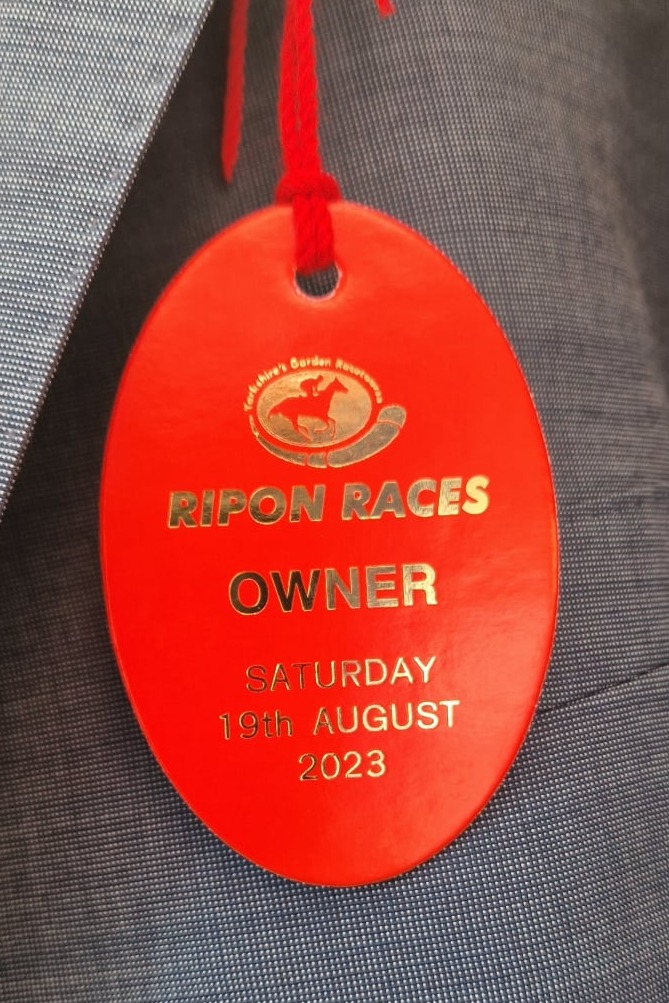 Yorkshire's Garden Racecourse
RIPON RACES
OWNER
SATURDAY
19th AUGUST
2023